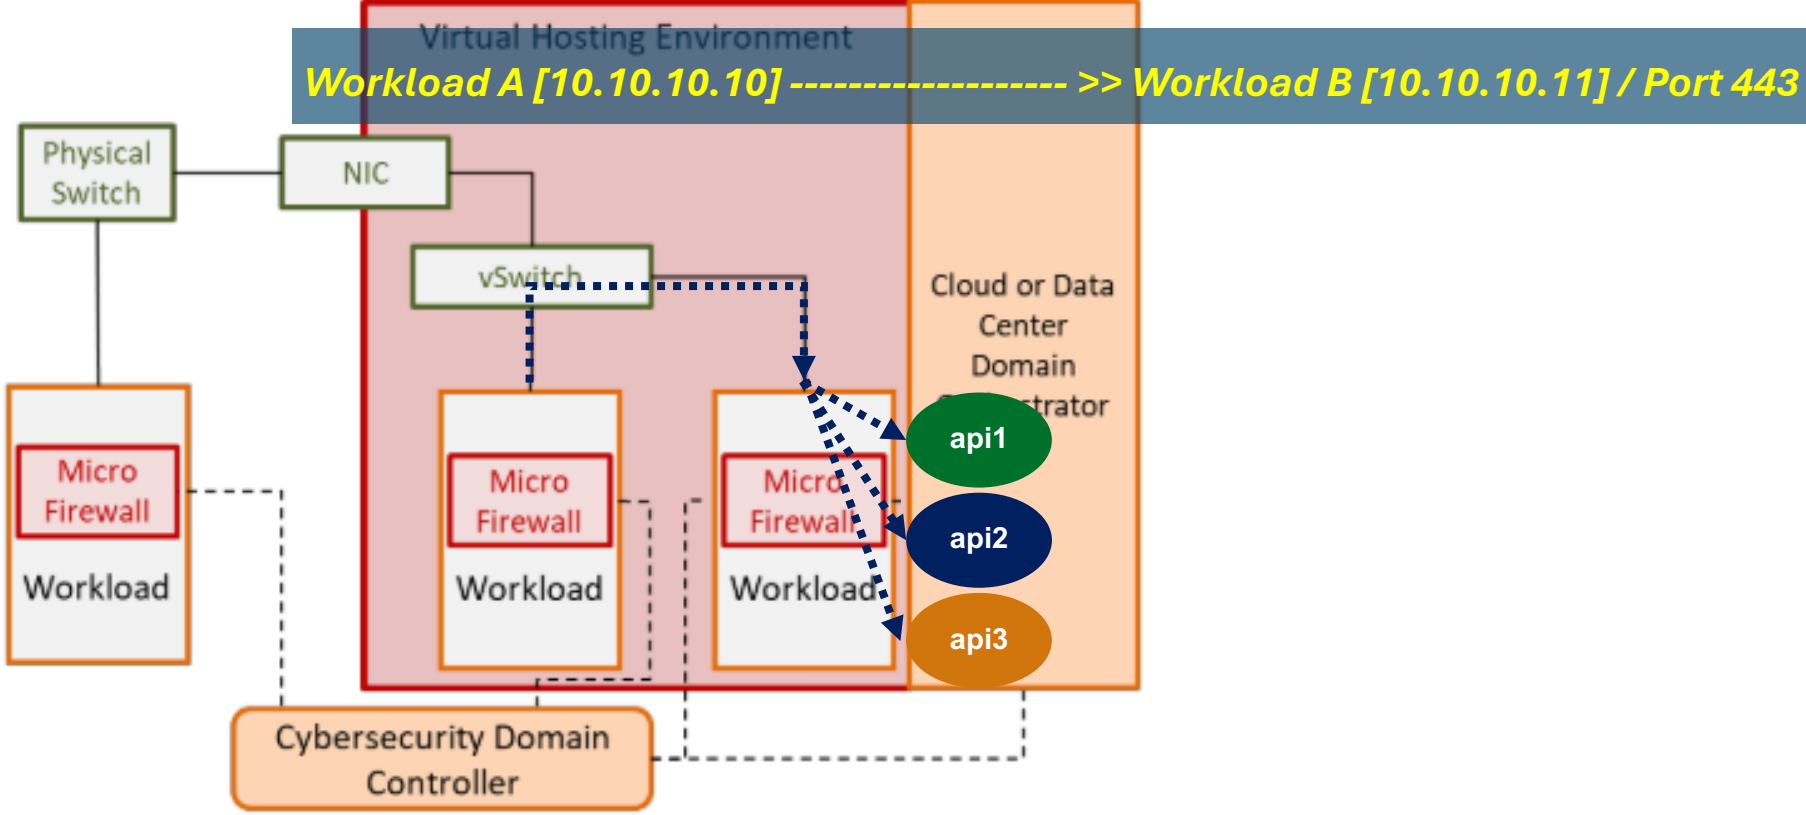 Virtual Hosting Environment
Workload A [10.10.10.10] ------------------- >> Workload B [10.10.10.11] / Port 443
Physical
Switch
NIC
vSwitch
Cloud or Data
Center
Domain
api1
api2
api3
Micro
Firewall
Workload
Micro
Firewall
Workload
Micro
Firewall
Workload
Cybersecurity Domain
Controller